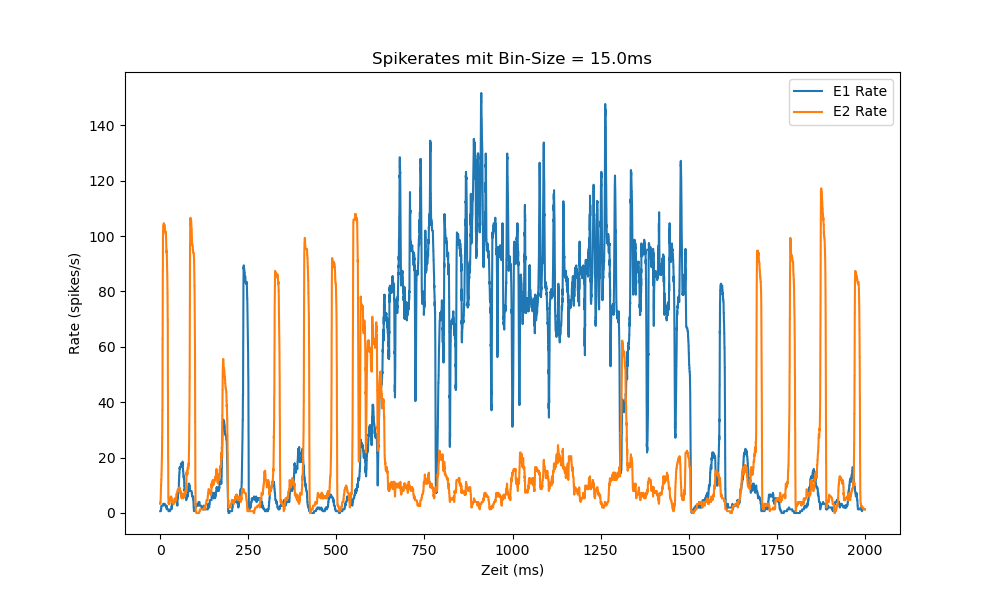 Spikerates mit Bin-Size = 15.0ms
E1 Rate
E2 Rate
Rate (spikes/s)
140
120
100
80
60
40
20
0
0 250 500 750 1000 1250 1500 1750 2000
Zeit (ms)